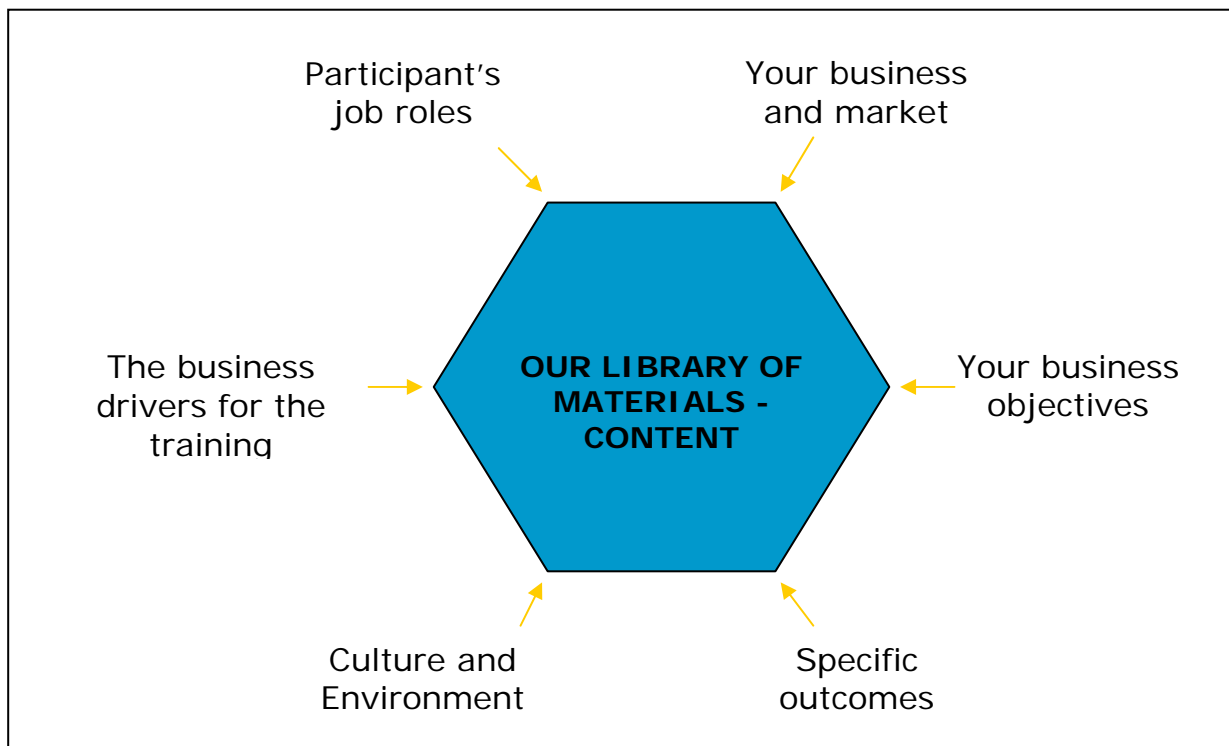 Participant's
job roles
Your business
and market
The business
drivers for the
training
OUR LIBRARY OF
MATERIALS -
CONTENT
Your business
objectives
Culture and
Environment
Specific
outcomes